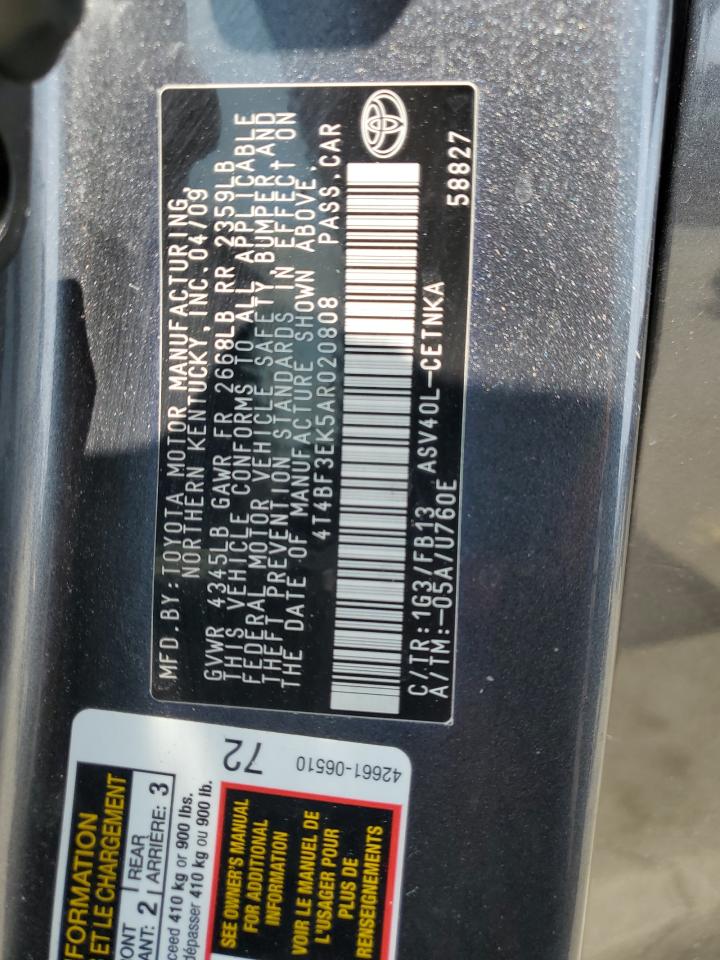 MFD. BY: TOYOTA MOTOR MANUFACTURING,
NORTHERN KENTUCKY, INC. 04/09
GVWR 4345LB GAWR FR 2668LB RR 2359LB
THIS VEHICLE CONFORMS TO ALL APPLICABLE
FEDERAL MOTOR VEHICLE SAFETY, BUMPER, AND
THEFT PREVENTION STANDARDS IN EFFECT ON
THE DATE OF MANUFACTURE SHOWN ABOVE.
4T4BF3EK5AR020808 PASS.CAR
C/TR: 1G3/FB13 ASV40L-CETNKA
A/TM:-05A/U760E 58827
72
42661-06510
FORMATION
ET LE CHARGEMENT
ONT
ANT: 2
REAR
ARRIÈRE: 3
ceed 410 kg or 900 lbs.
dépasser 410 kg ou 900 lb.
SEE OWNER'S MANUAL
FOR ADDITIONAL
INFORMATION
VOIR LE MANUEL DE
L'USAGER POUR
PLUS DE
RENSEIGNEMENTS